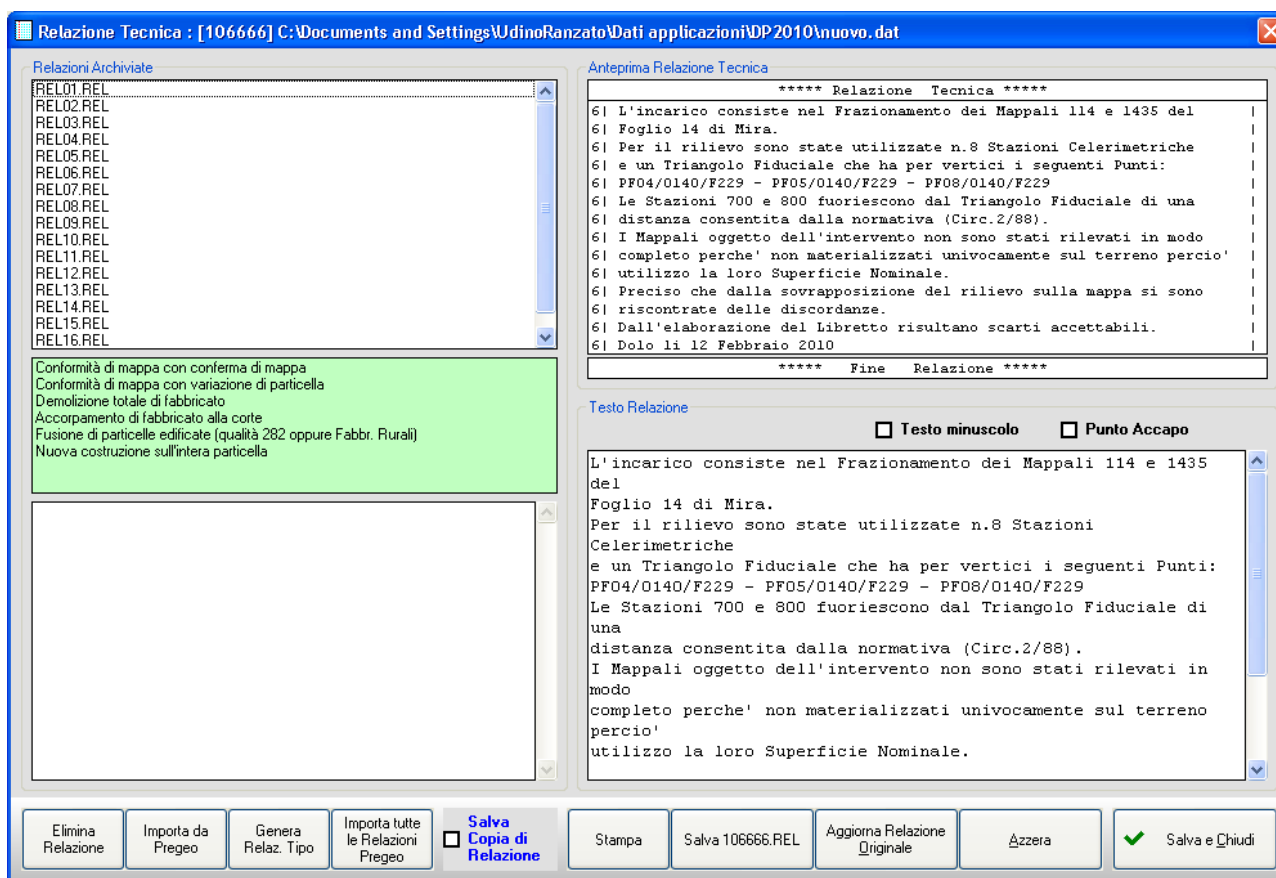 Relazione Tecnica : [106666] C:\Documents and Settings\UdinoRanzato\Dati applicazioni\DP2010\nuovo.dat
Relazioni Archiviate
REL01.REL
REL02.REL
REL03.REL
REL04.REL
REL05.REL
REL06.REL
REL07.REL
REL08.REL
REL09.REL
REL10.REL
REL11.REL
REL12.REL
REL13.REL
REL14.REL
REL15.REL
REL16.REL
Conformità di mappa con conferma di mappa
Conformità di mappa con variazione di particella
Demolizione totale di fabbricato
Accorpamento di fabbricato alla corte
Fusione di particelle edificate (qualità 282 oppure Fabbr. Rurali)
Nuova costruzione sull'intera particella
Anteprima Relazione Tecnica
***** Relazione Tecnica *****
6| L'incarico consiste nel Frazionamento dei Mappali 114 e 1435 del |
6| Foglio 14 di Mira. |
6| Per il rilievo sono state utilizzate n.8 Stazioni Celerimetriche |
6| e un Triangolo Fiduciale che ha per vertici i seguenti Punti: |
6| PF04/0140/F229 - PF05/0140/F229 - PF08/0140/F229 |
6| Le Stazioni 700 e 800 fuoriescono dal Triangolo Fiduciale di una |
6| distanza consentita dalla normativa (Circ.2/88). |
6| I Mappali oggetto dell'intervento non sono stati rilevati in modo |
6| completo perche' non materializzati univocamente sul terreno percio' |
6| utilizzo la loro Superficie Nominale. |
6| Preciso che dalla sovrapposizione del rilievo sulla mappa si sono |
6| riscontrate delle discordanze. |
6| Dall'elaborazione del Libretto risultano scarti accettabili. |
6| Dolo li 12 Febbraio 2010 |
***** Fine Relazione *****
Testo Relazione
Testo minuscolo Punto Accapo
L'incarico consiste nel Frazionamento dei Mappali 114 e 1435
del
Foglio 14 di Mira.
Per il rilievo sono state utilizzate n.8 Stazioni
Celerimetriche
e un Triangolo Fiduciale che ha per vertici i seguenti Punti:
PF04/0140/F229 - PF05/0140/F229 - PF08/0140/F229
Le Stazioni 700 e 800 fuoriescono dal Triangolo Fiduciale di
una
distanza consentita dalla normativa (Circ.2/88).
I Mappali oggetto dell'intervento non sono stati rilevati in
modo
completo perche' non materializzati univocamente sul terreno
percio'
utilizzo la loro Superficie Nominale.
Elimina
Relazione
Importa da
Pregeo
Genera
Relaz. Tipo
Importa tutte
le Relazioni
Pregeo
Salva
Copia di
Relazione
Stampa
Salva 106666.REL
Aggiorna Relazione
Originale
Azzera
Salva e Chiudi